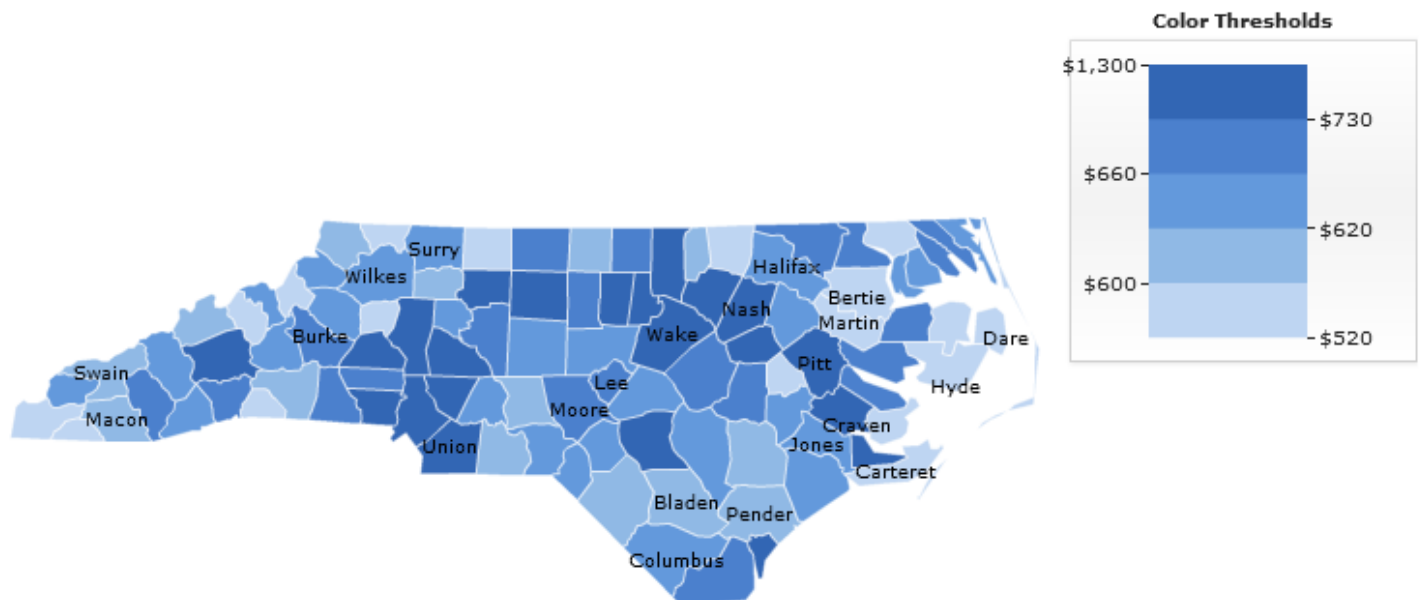 Color Thresholds
$1,300
$730
$660
$620
$600
$520
Surry
Wilkes
Halifax
Bertie
Nash
Martin
Burke
Wake
Dare
Pitt
Swain
Lee
Hyde
Moore
Macon
Craven
Union
Jones
Carteret
Bladen
Pender
Columbus